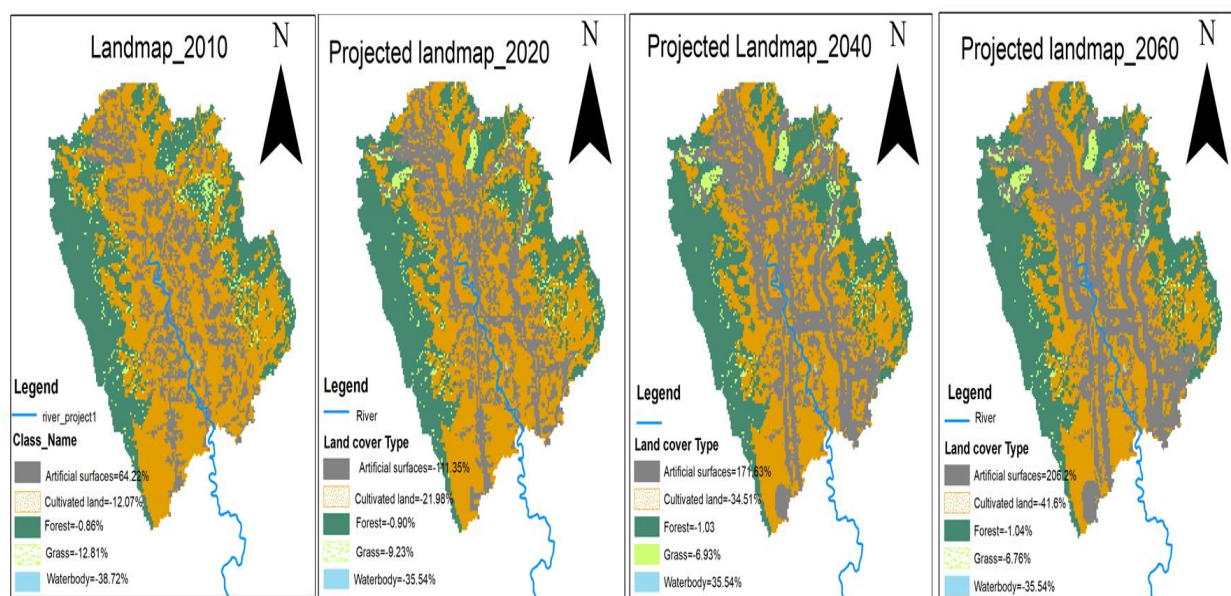 Landmap_2010
N
Legend
river_project1
Class_Name
Artificial surfaces=64.22%
Cultivated land=-12.07%
Forest=-0.86%
Grass=-12.81%
Waterbody=-38.72%
Projected landmap_2020
N
Legend
River
Land cover Type
Artificial surfaces=-111.35%
Cultivated land=-21.98%
Forest=-0.90%
Grass=-9.23%
Waterbody=-35.54%
Projected Landmap_2040
N
Legend
Land cover Type
Artificial surfaces=171.63%
Cultivated land=-34.51%
Forest=-1.03
Grass=-6.93%
Waterbody=35.54%
Projected landmap_2060
N
Legend
River
Land cover Type
Artificial surfaces=206.2%
Cultivated land=-41.6%
Forest=-1.04%
Grass=-6.76%
Waterbody=-35.54%